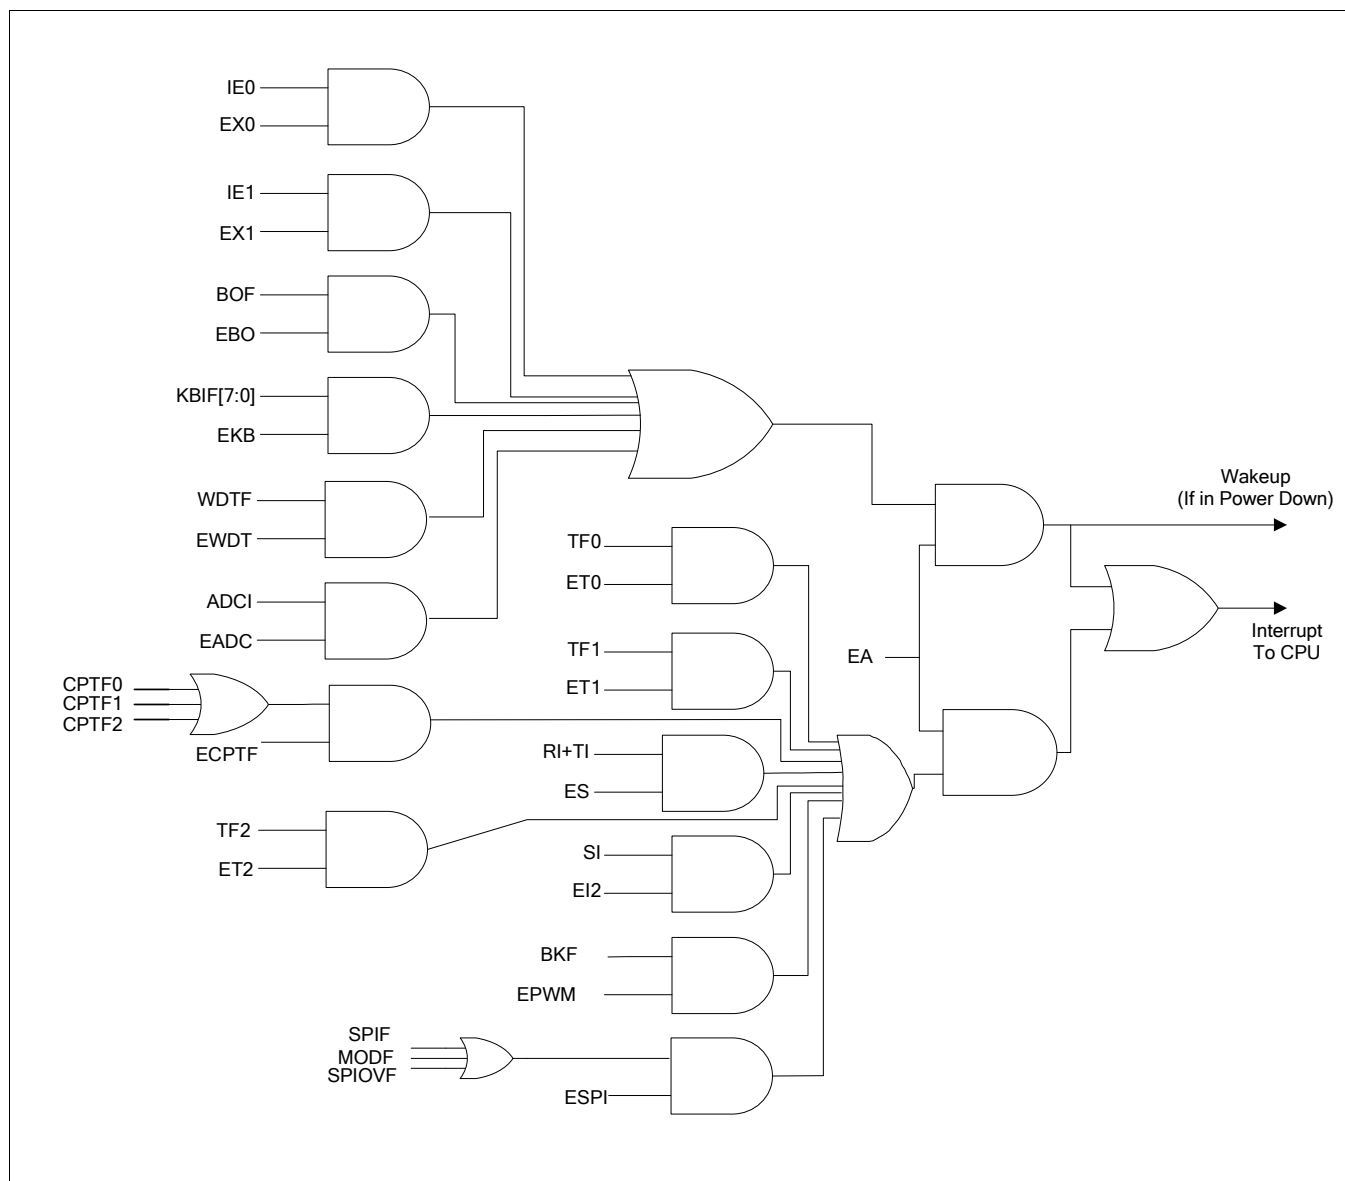 IE0
EX0
IE1
EX1
BOF
EBO
KBIF[7:0]
EKB
WDTF
EWDT
ADCI
EADC
CPTF0
CPTF1
CPTF2
ECPTF
TF2
ET2
TF0
ET0
TF1
ET1
RI+TI
ES
SI
EI2
BKF
EPWM
SPIF
MODF
SPIOVF
ESPI
EA
Wakeup
(If in Power Down)
Interrupt
To CPU